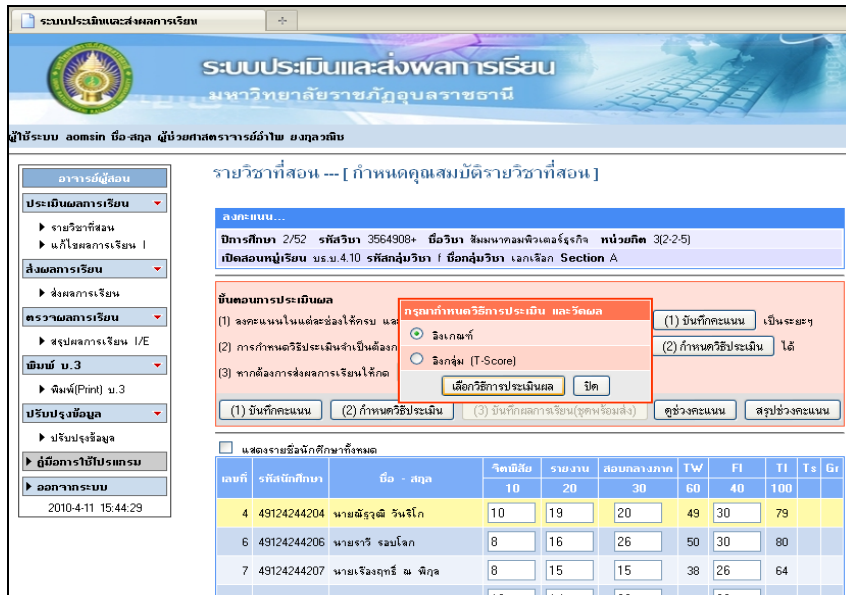 ระบบประเมินและส่งผลการเรียน
ระบบประเมินและส่งผลการเรียน
มหาวิทยาลัยราชภัฏอุบลราชธานี
ผู้ใช้ระบบ aomsin ชื่อ-สกุล ผู้ช่วยศาสตราจารย์อำไพ ยงกุลวณิช
อาจารย์ผู้สอน
ประเมินผลการเรียน
รายวิชาที่สอน
แก้ไขผลการเรียน I
ส่งผลการเรียน
ส่งผลการเรียน
ตรวจผลการเรียน
สรุปผลการเรียน I/E
พิมพ์ บ.3
พิมพ์(Print) บ.3
ปรับปรุงข้อมูล
ปรับปรุงข้อมูล
คู่มือการใช้โปรแกรม
ออกจากระบบ
2010-4-11 15:44:29
รายวิชาที่สอน --- [ กำหนดคุณสมบัติรายวิชาที่สอน ]
ลงคะแนน...
ปีการศึกษา 2/52 รหัสวิชา 3564908+ ชื่อวิชา สัมมนาคอมพิวเตอร์ธุรกิจ หน่วยกิต 3(2-2-5)
เปิดสอนหมู่เรียน บธ.บ.4.10 รหัสกลุ่มวิชา f ชื่อกลุ่มวิชา เอกเลือก Section A
ขั้นตอนการประเมินผล
(1) ลงคะแนนในแต่ละช่องให้ครบ และ (1) บันทึกคะแนน เป็นระยะๆ
(2) การกำหนดวิธีประเมินจำเป็นต้องก (2) กำหนดวิธีประเมิน ได้
(3) หากต้องการส่งผลการเรียนให้กด
กรุณากำหนดวิธีการประเมิน และวัดผล
อิงเกณฑ์
อิงกลุ่ม (T-Score)
เลือกวิธีการประเมินผล ปิด
(1) บันทึกคะแนน (2) กำหนดวิธีประเมิน (3) บันทึกผลการเรียน(ชุดพร้อมส่ง) ดูช่วงคะแนน สรุปช่วงคะแนน
แสดงรายชื่อนักศึกษาทั้งหมด
เลขที่ รหัสนักศึกษา ชื่อ - สกุล จิตพิสัย รายงาน สอบกลางภาค TW FI TI Ts Gr
10 20 30 60 40 100
4 49124244204 นายณัฐวุฒิ วันริโก 10 19 20 49 30 79
6 49124244206 นายราวี รอบโลก 8 16 26 50 30 80
7 49124244207 นายเรืองฤทธิ์ ณ พิกุล 8 15 15 38 26 64